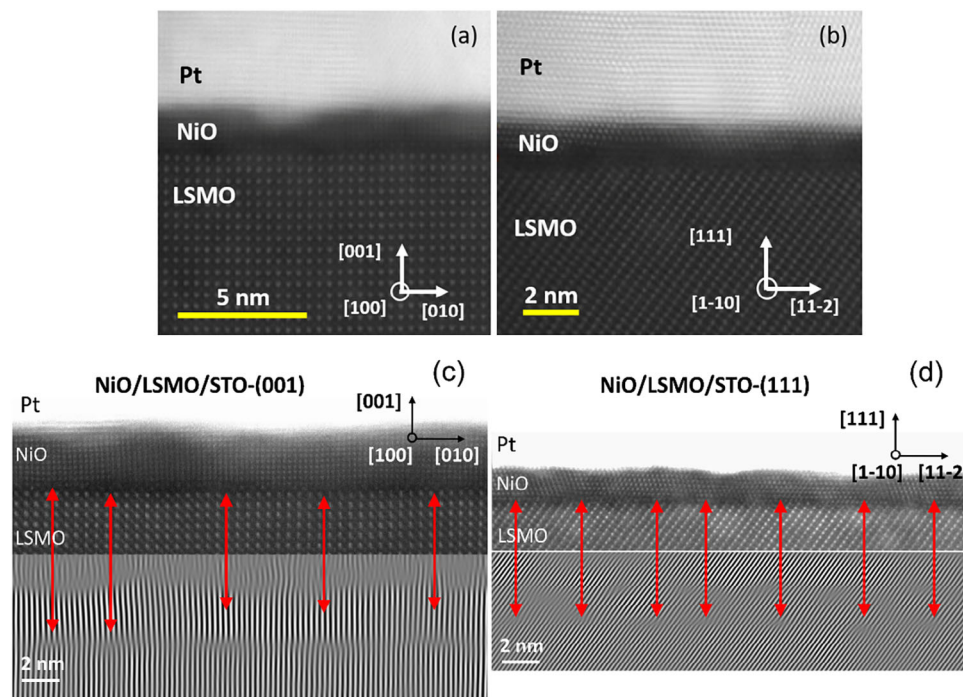 (a)
Pt
NiO
LSMO
[001]
[100]
[010]
5 nm
(b)
Pt
NiO
LSMO
[111]
[1-10]
[11-2]
2 nm
NiO/LSMO/STO-(001)
(c)
Pt
[001]
NiO
[100]
[010]
LSMO
2 nm
NiO/LSMO/STO-(111)
(d)
[111]
Pt
[1-10]
[11-2]
NiO
LSMO
2 nm